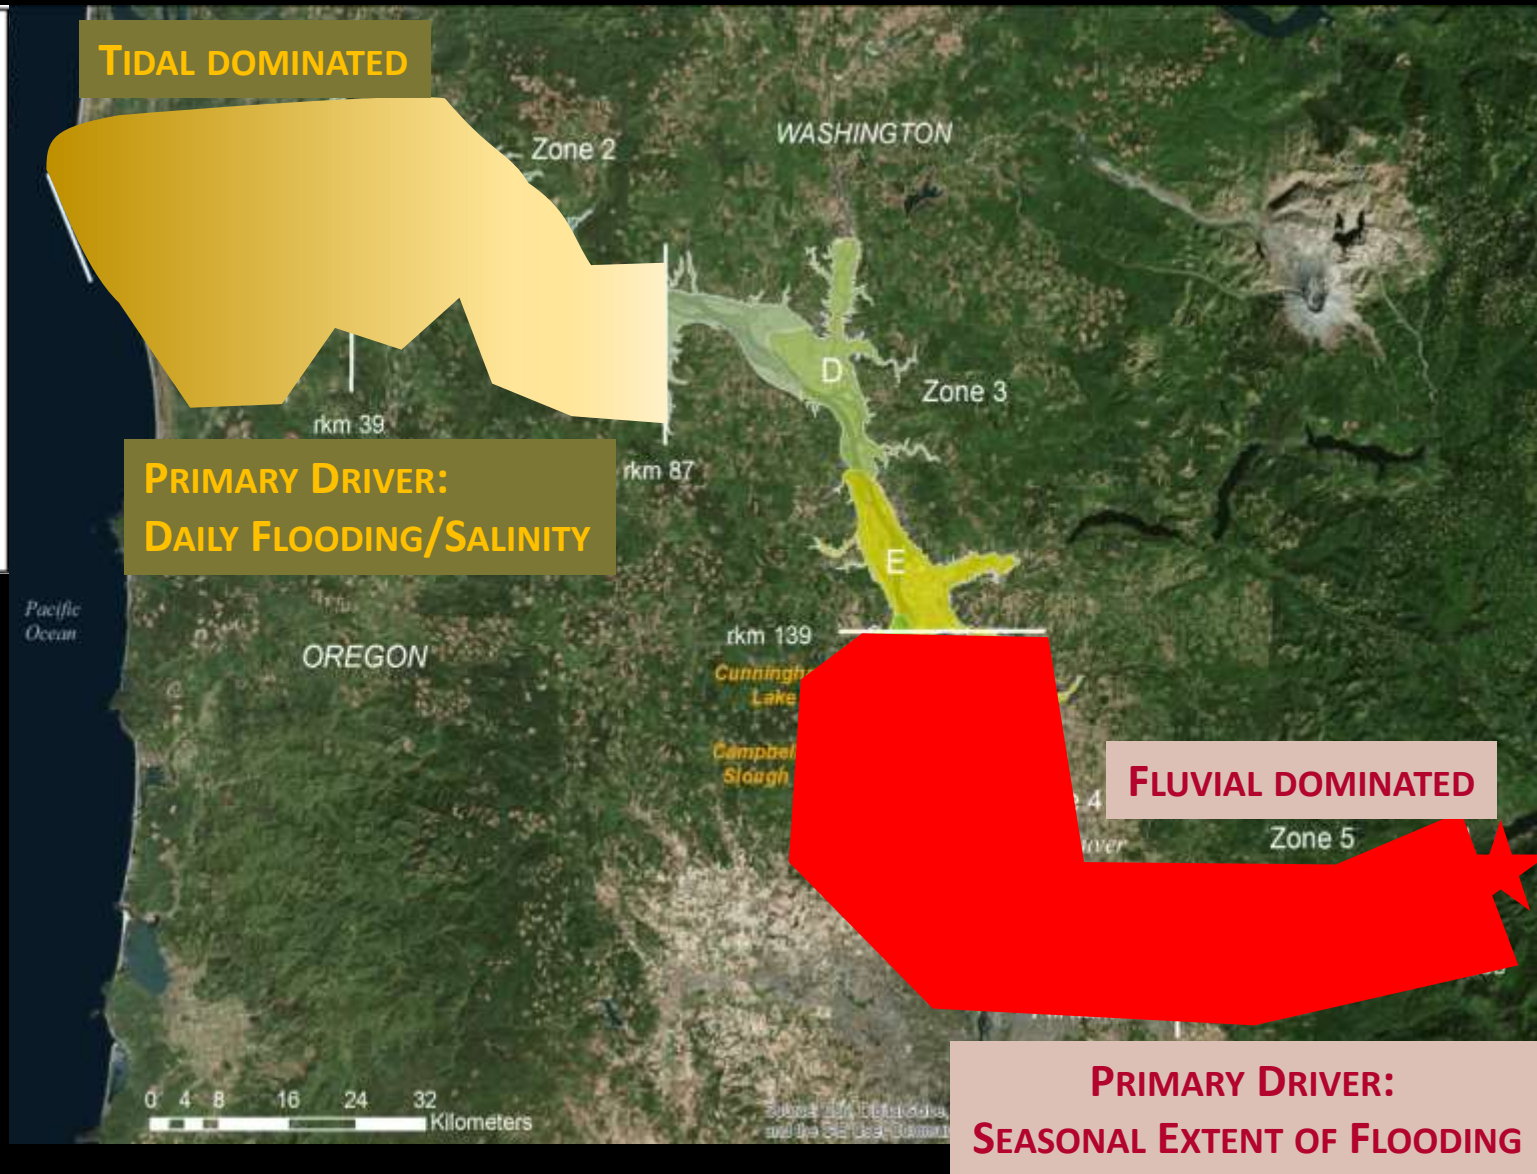 TIDAL DOMINATED
Zone 2
WASHINGTON
D
Zone 3
rkm 39
rkm 87
PRIMARY DRIVER:
DAILY FLOODING/SALINITY
E
Pacific
Ocean
OREGON
rkm 139
Lake
Slough
FLUVIAL DOMINATED
4
Zone 5
0 4 8 16 24 32
Kilometers
PRIMARY DRIVER:
SEASONAL EXTENT OF FLOODING